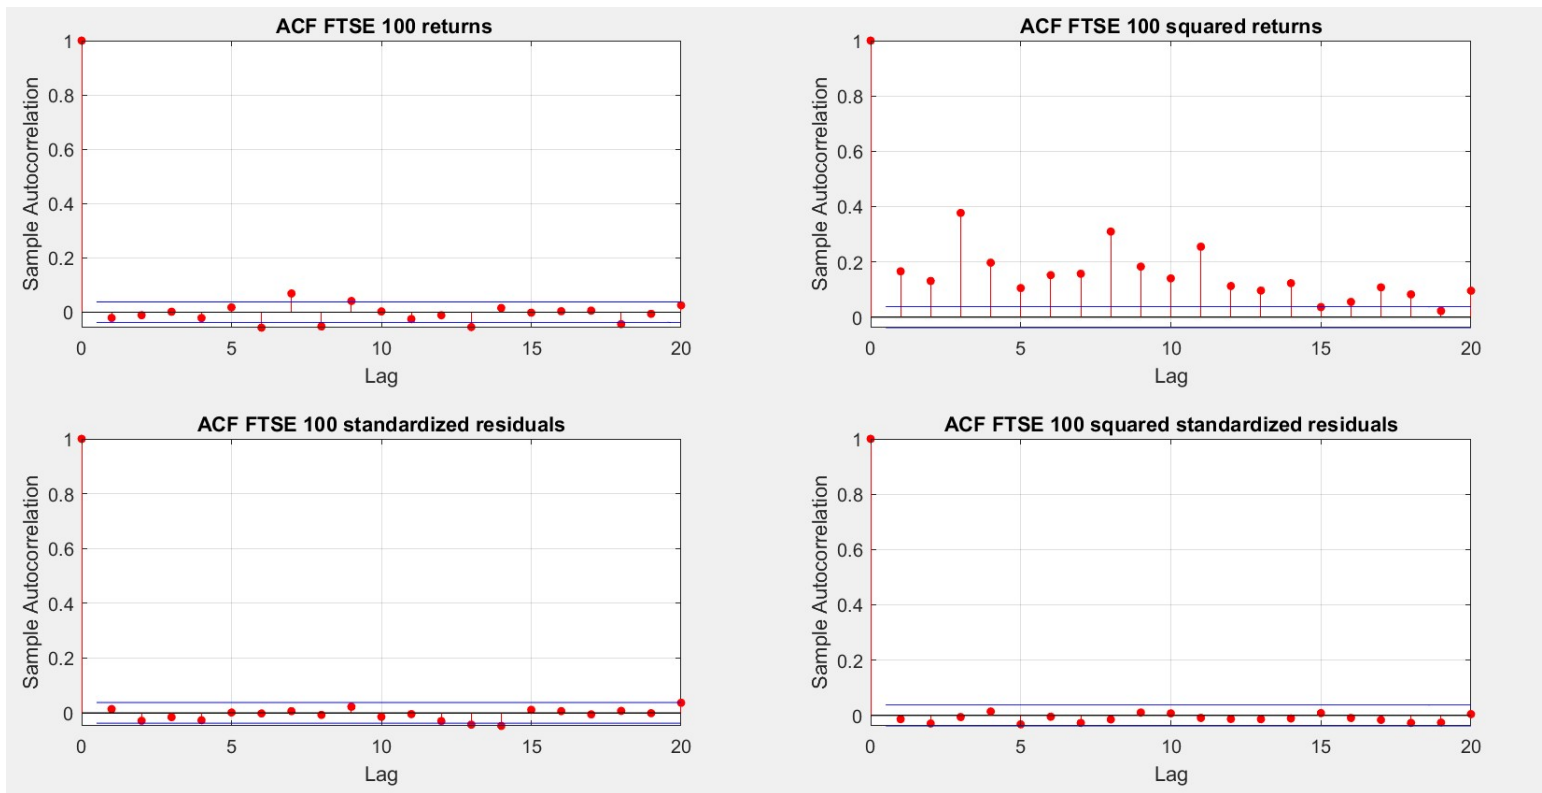 ACF FTSE 100 returns
Sample Autocorrelation
1
0.8
0.6
0.4
0.2
0
0 5 10 15 20
Lag
ACF FTSE 100 squared returns
Sample Autocorrelation
1
0.8
0.6
0.4
0.2
0
0 5 10 15 20
Lag
ACF FTSE 100 standardized residuals
Sample Autocorrelation
1
0.8
0.6
0.4
0.2
0
0 5 10 15 20
Lag
ACF FTSE 100 squared standardized residuals
Sample Autocorrelation
1
0.8
0.6
0.4
0.2
0
0 5 10 15 20
Lag